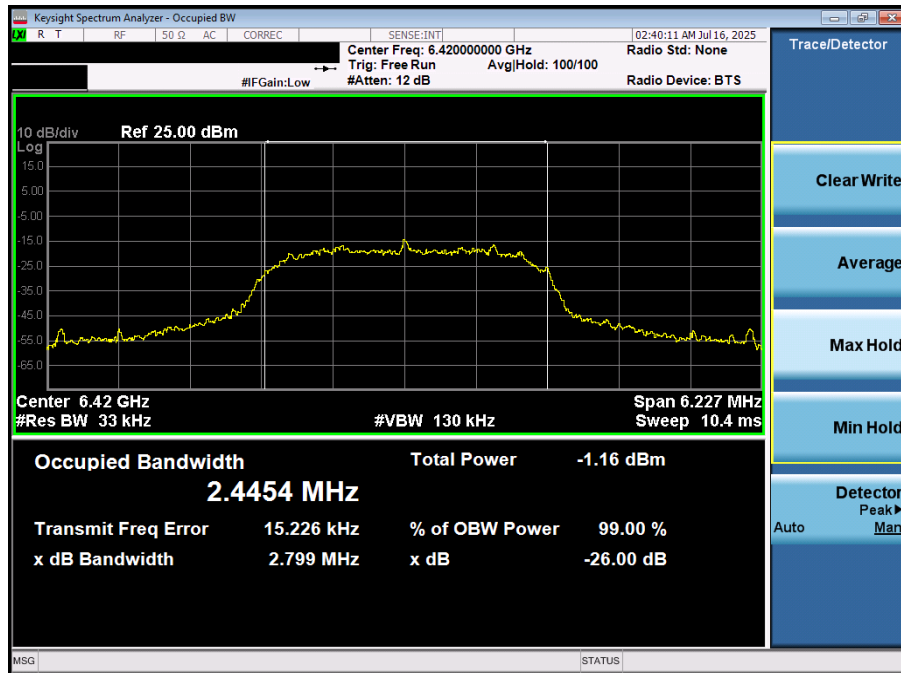 Keysight Spectrum Analyzer - Occupied BW
LXI R T RF 50 Ω AC CORREC SENSE:INT 02:40:11 AM Jul 16, 2025
Center Freq: 6.420000000 GHz Radio Std: None
Trig: Free Run Avg|Hold: 100/100
#IFGain:Low #Atten: 12 dB Radio Device: BTS
10 dB/div Ref 25.00 dBm
Log
15.0
5.00
-5.00
-15.0
-25.0
-35.0
-45.0
-55.0
-65.0
Center 6.42 GHz Span 6.227 MHz
#Res BW 33 kHz #VBW 130 kHz Sweep 10.4 ms
Occupied Bandwidth Total Power -1.16 dBm
2.4454 MHz
Transmit Freq Error 15.226 kHz % of OBW Power 99.00 %
x dB Bandwidth 2.799 MHz x dB -26.00 dB
MSG STATUS
Trace/Detector
Clear Write
Average
Max Hold
Min Hold
Detector
Peak
Auto Man